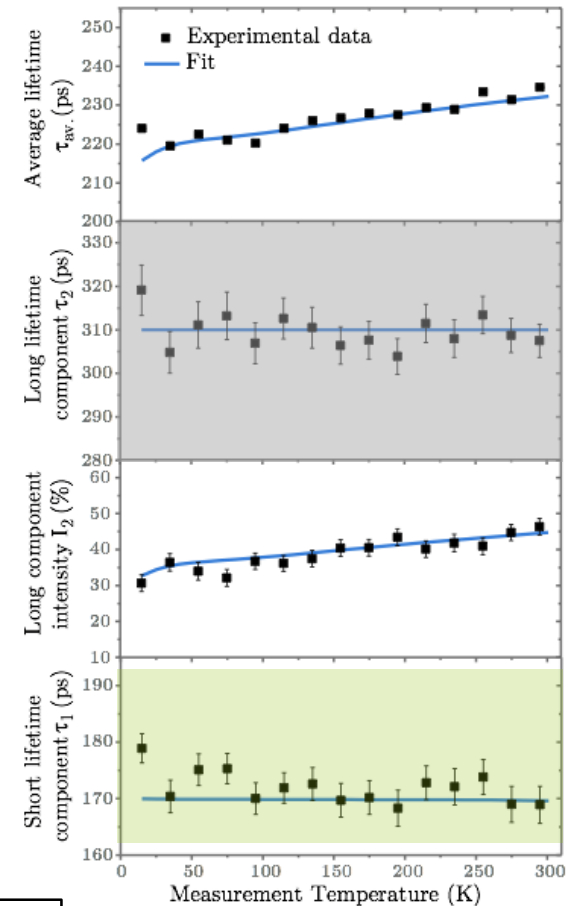 250
240
230
220
210
200
Average lifetime
τav. (ps)
Experimental data
Fit
330
320
310
300
290
280
Long lifetime
component τ2 (ps)
60
50
40
30
20
10
Long component
intensity I2 (%)
190
180
170
160
Short lifetime
component τ1 (ps)
0 50 100 150 200 250 300
Measurement Temperature (K)